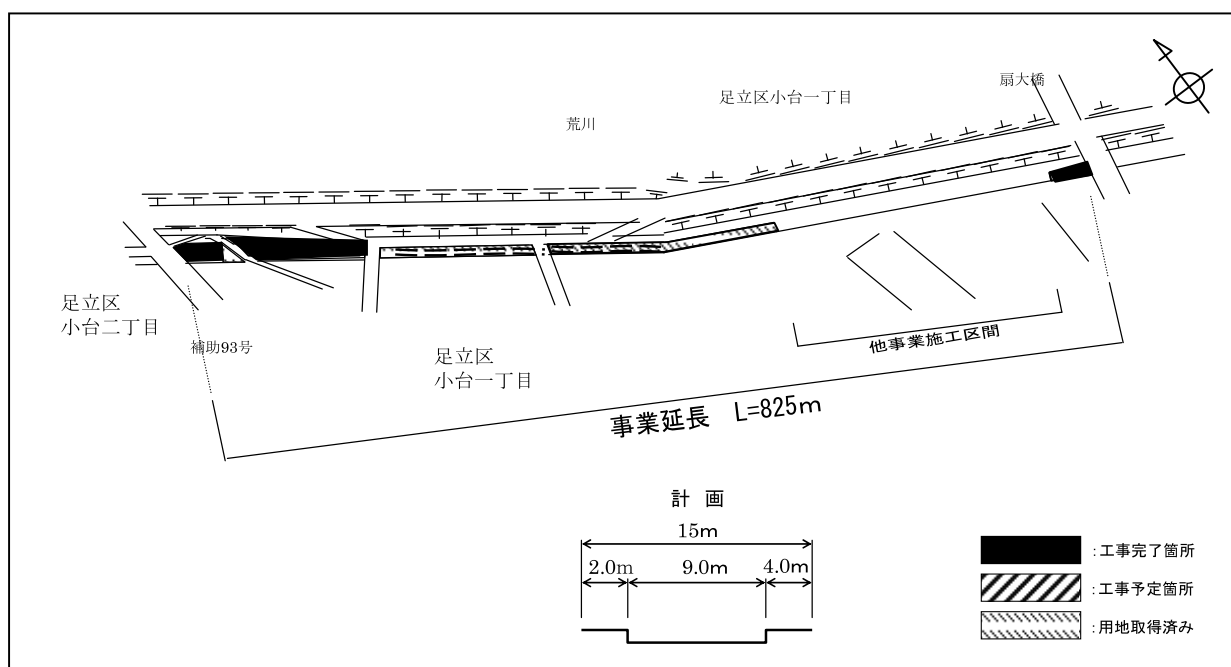 扇大橋
足立区小台一丁目
荒川
足立区
小台二丁目
補助93号
足立区
小台一丁目
他事業施工区間
事業延長 L=825m
計 画
15m
2.0m 9.0m 4.0m
:工事完了箇所
:工事予定箇所
:用地取得済み